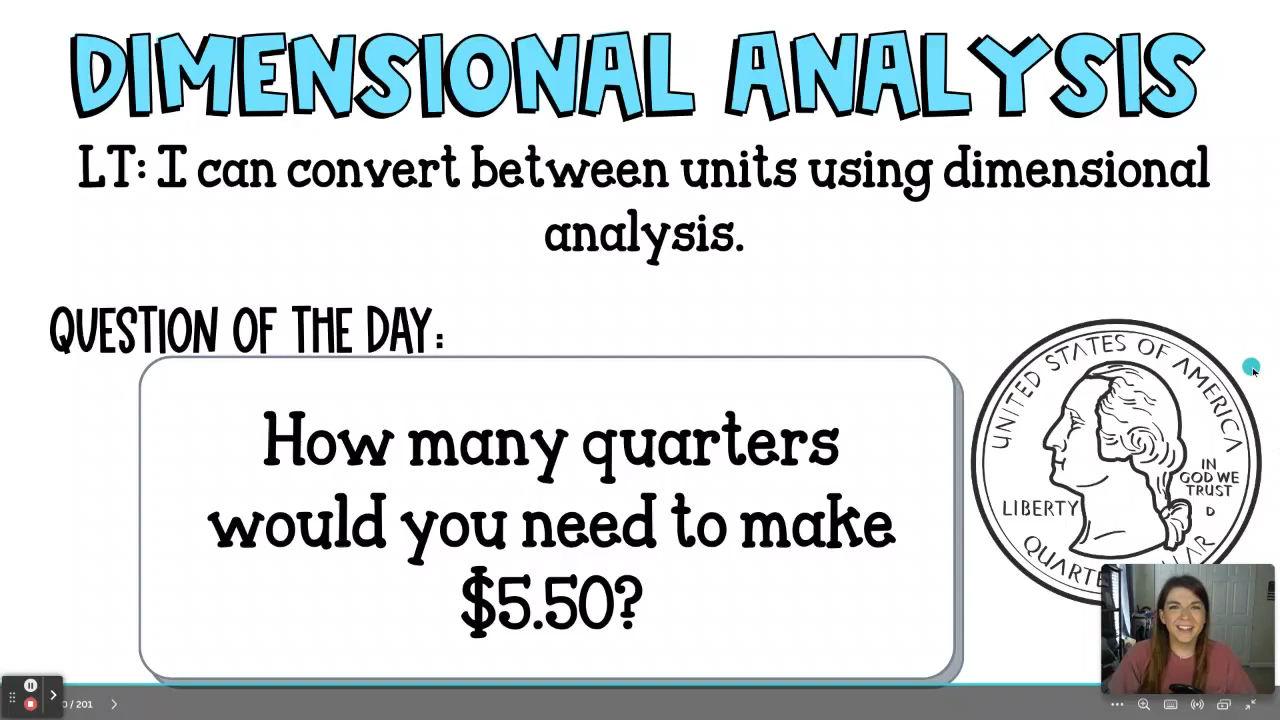 DIMENSIONAL ANALYSIS
LT: I can convert between units using dimensional
analysis.
QUESTION OF THE DAY:
How many quarters
would you need to make
$5.50?
UNITED STATES OF AMERICA
IN
GOD WE
TRUST
D
LIBERTY
/ 201